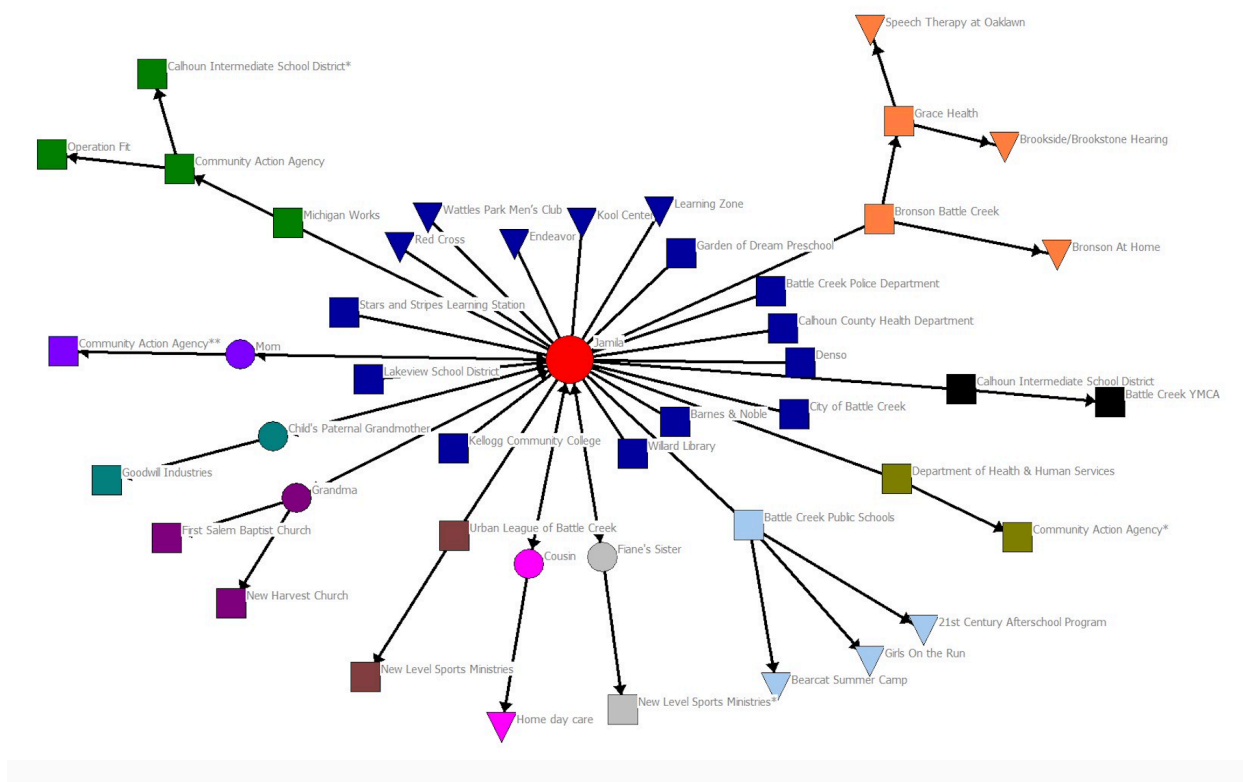 Speech Therapy at Oaklawn
Calhoun Intermediate School District*
Grace Health
Brookside/Brookstone Hearing
Operation Fit
Community Action Agency
Michigan Works
Wattles Park Men's Club
Kool Center
Learning Zone
Bronson Battle Creek
Red Cross
Endeavor
Garden of Dream Preschool
Bronson At Home
Battle Creek Police Department
Stars and Stripes Learning Station
Calhoun County Health Department
Community Action Agency**
Mom
Jamila
Denso
Lakeview School District
Calhoun Intermediate School District
Battle Creek YMCA
Barnes & Noble
City of Battle Creek
Child's Paternal Grandmother
Kellogg Community College
Willard Library
Goodwil Industries
Department of Health & Human Services
Grandma
First Salem Baptist Church
Urban League of Battle Creek
Battle Creek Public Schools
Community Action Agency*
Cousin
Fiane's Sister
New Harvest Church
21st Century Afterschool Program
Girls On the Run
New Level Sports Ministries
Bearcat Summer Camp
New Level Sports Ministries*
Home day care